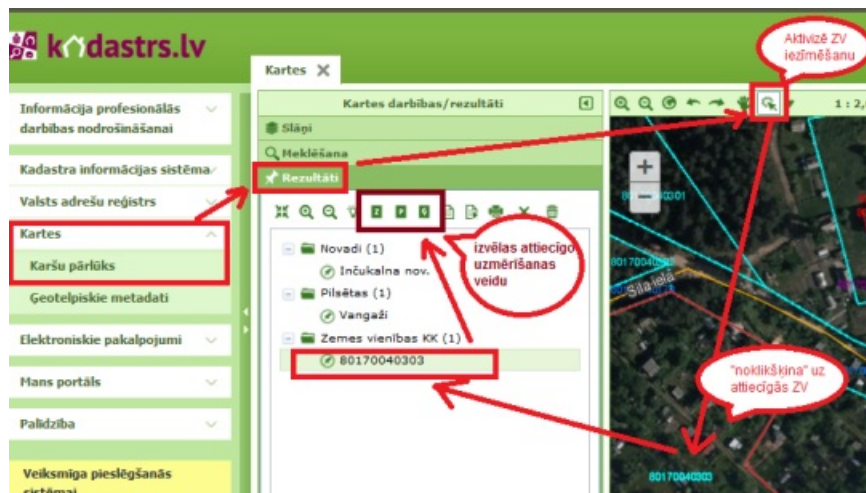 kadastrs.lv
Aktivizē ZV
iezīmēšanu
Kartes
Informācija profesionālās
darbības nodrošināšanai
Kadastra informācijas sistēma
Valsts adrešu reģistrs
Kartes
Karšu pārlūks
Ģeotelpiskie metadati
Elektroniskie pakalpojumi
Mans portāls
Palīdzība
Veiksmīga pieslēgšanās
sistēmai
Kartes darbības/rezultāti
Slāņi
Meklēšana
Rezultāti
Z P G
Novadi (1)
Inčukalna nov.
Pilsētas (1)
Vangaži
Zemes vienības KK (1)
80170040303
izvēlas attiecīgo
uzmērīšanas
veidu
1 : 2,
Sila ielā
"noklikšķina" uz
attiecīgās ZV
80170040303